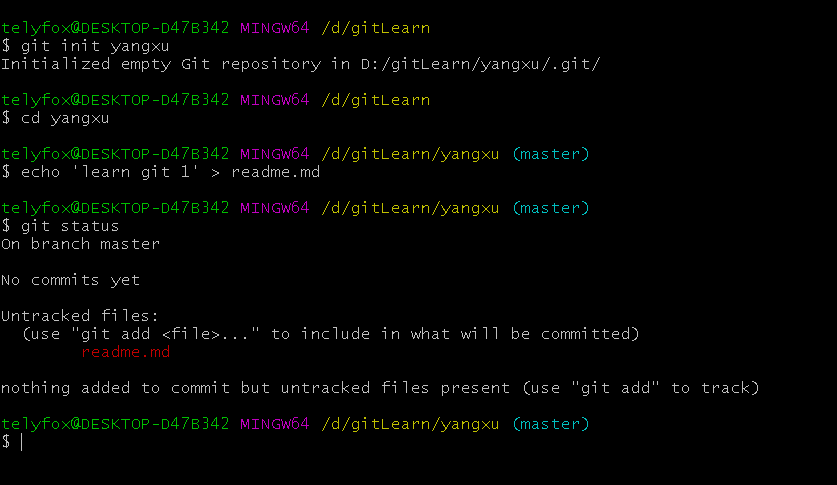 telyfox@DESKTOP-D47B342 MINGW64 /d/gitLearn
$ git init yangxu
Initialized empty Git repository in D:/gitLearn/yangxu/.git/
telyfox@DESKTOP-D47B342 MINGW64 /d/gitLearn
$ cd yangxu
telyfox@DESKTOP-D47B342 MINGW64 /d/gitLearn/yangxu (master)
$ echo 'learn git 1' > readme.md
telyfox@DESKTOP-D47B342 MINGW64 /d/gitLearn/yangxu (master)
$ git status
On branch master
No commits yet
Untracked files:
  (use "git add <file>..." to include in what will be committed)
        readme.md
nothing added to commit but untracked files present (use "git add" to track)
telyfox@DESKTOP-D47B342 MINGW64 /d/gitLearn/yangxu (master)
$